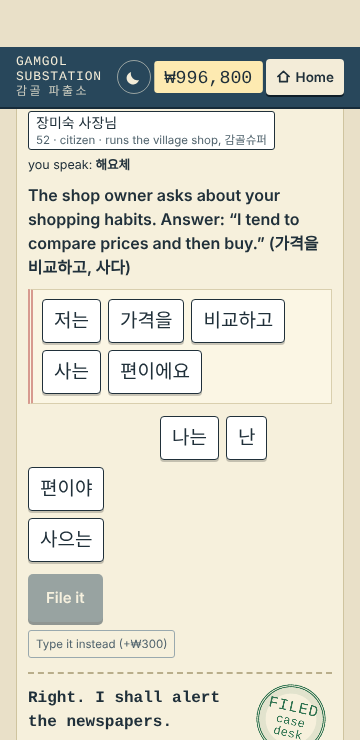 GAMGOL
SUBSTATION
감골 파출소
₩996,800
Home
장미숙 사장님
52 · citizen · runs the village shop, 감골슈퍼
you speak: 해요체
The shop owner asks about your
shopping habits. Answer: “I tend to
compare prices and then buy.” (가격을
비교하고, 사다)
저는 가격을 비교하고
사는 편이에요
나는 난
편이야
사으는
File it
Type it instead (+₩300)
Right. I shall alert
the newspapers.
FILED
case
desk